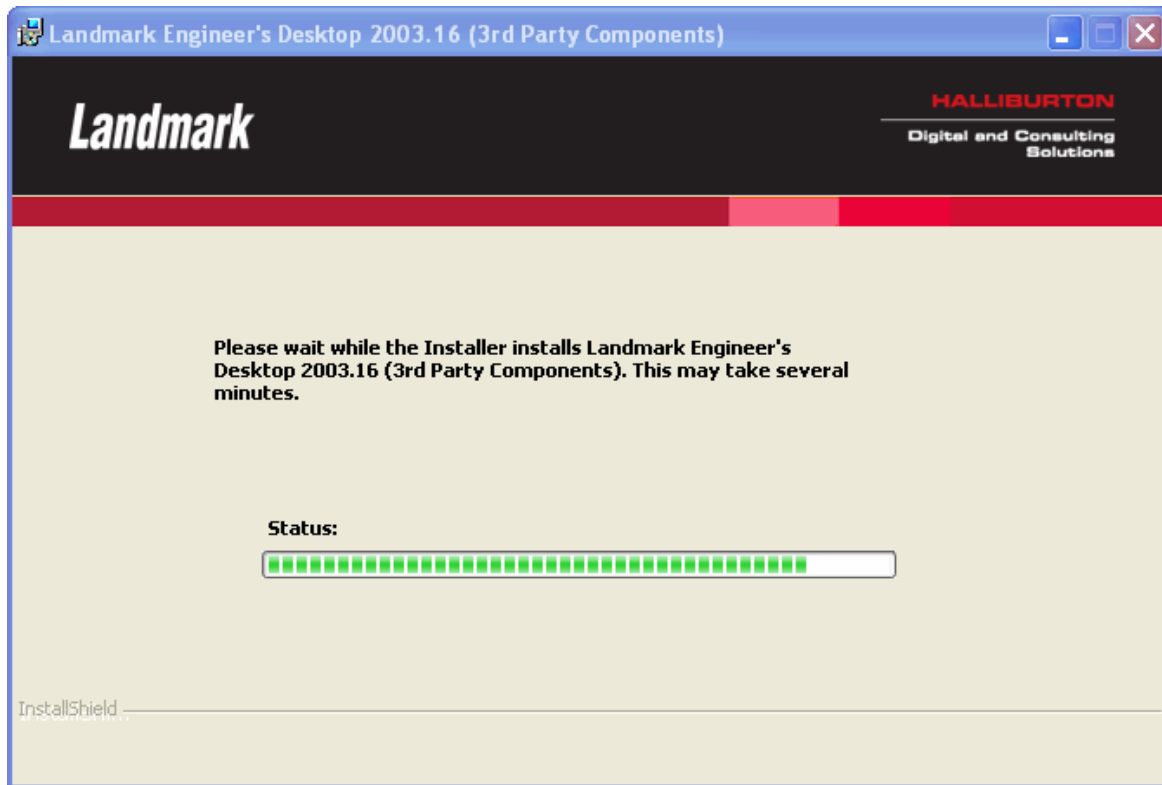 Landmark Engineer's Desktop 2003.16 (3rd Party Components)
Landmark
HALLIBURTON
Digital and Consulting
Solutions
Please wait while the Installer installs Landmark Engineer's
Desktop 2003.16 (3rd Party Components). This may take several
minutes.
Status:
InstallShield